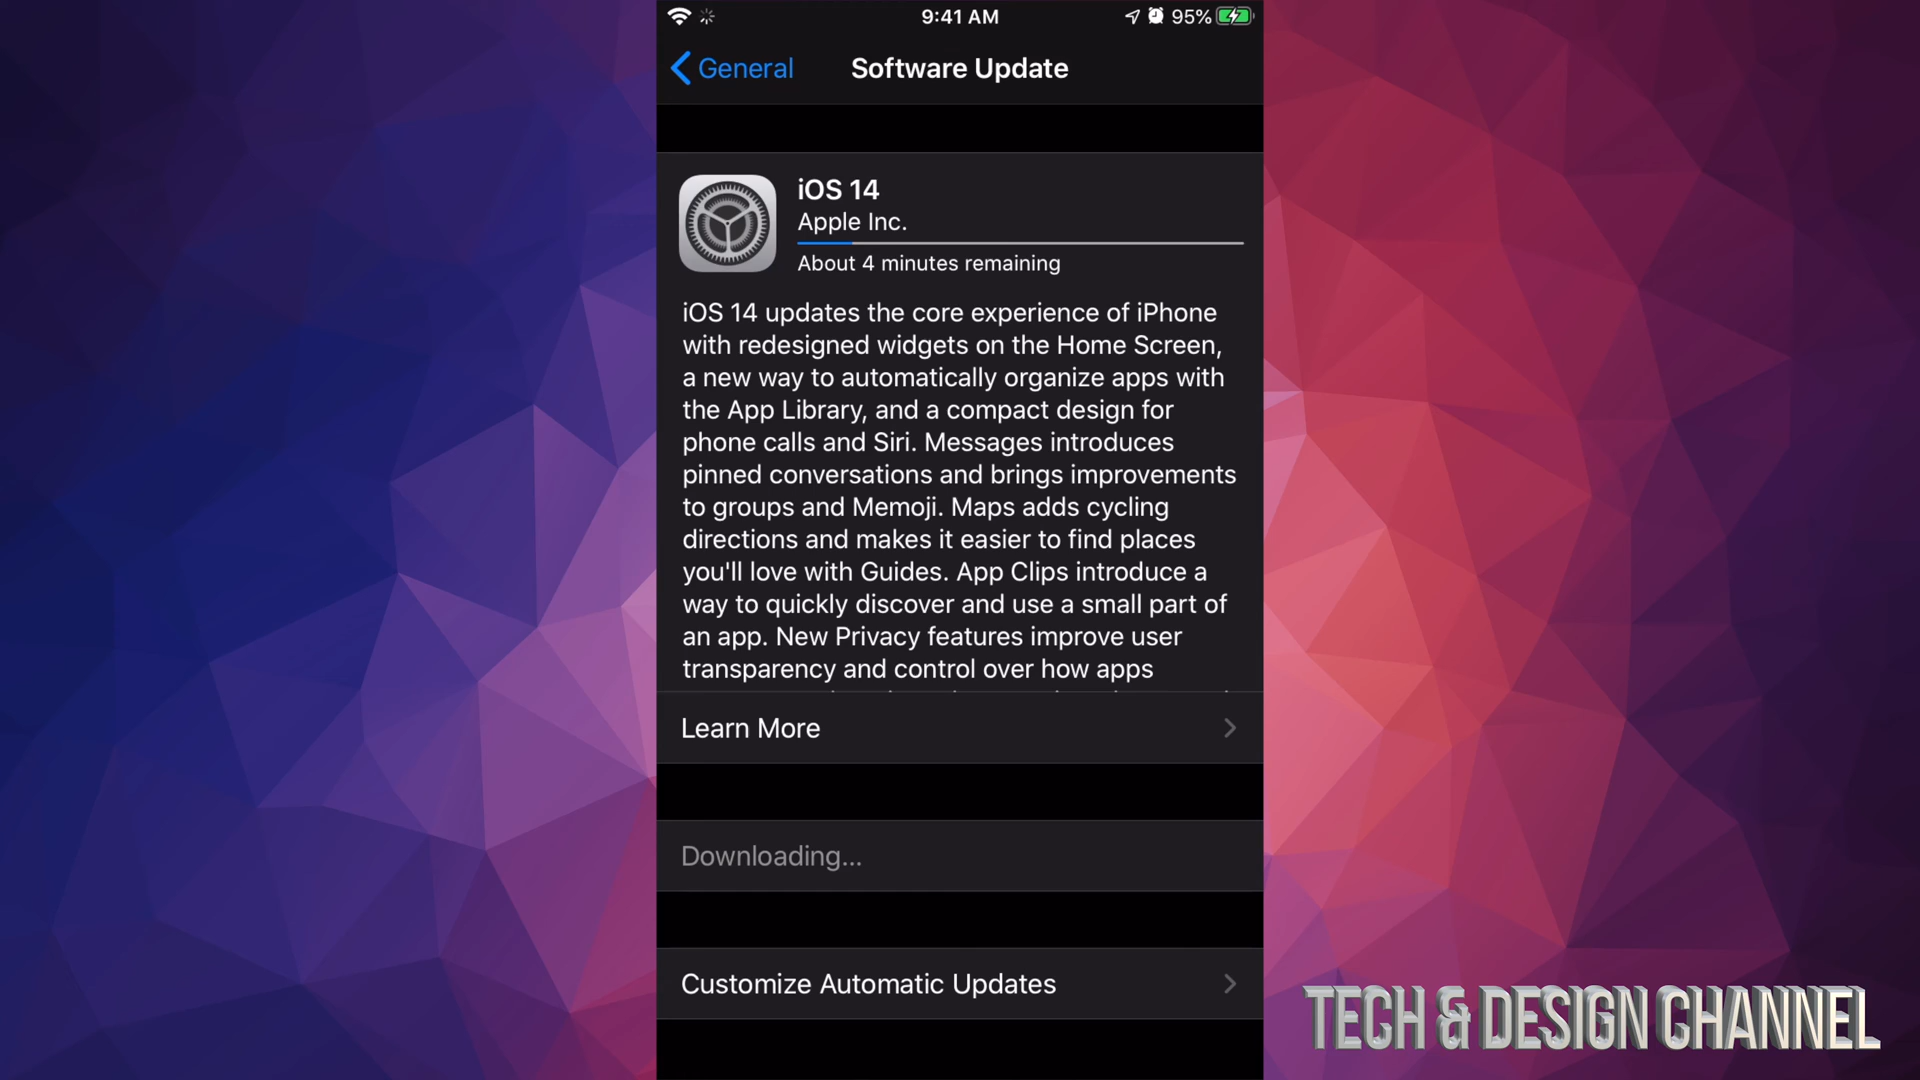 9:41 AM
95%
General
Software Update
iOS 14
Apple Inc.
About 4 minutes remaining
iOS 14 updates the core experience of iPhone
with redesigned widgets on the Home Screen,
a new way to automatically organize apps with
the App Library, and a compact design for
phone calls and Siri. Messages introduces
pinned conversations and brings improvements
to groups and Memoji. Maps adds cycling
directions and makes it easier to find places
you'll love with Guides. App Clips introduce a
way to quickly discover and use a small part of
an app. New Privacy features improve user
transparency and control over how apps
Learn More
Downloading...
Customize Automatic Updates
TECH & DESIGN CHANNEL